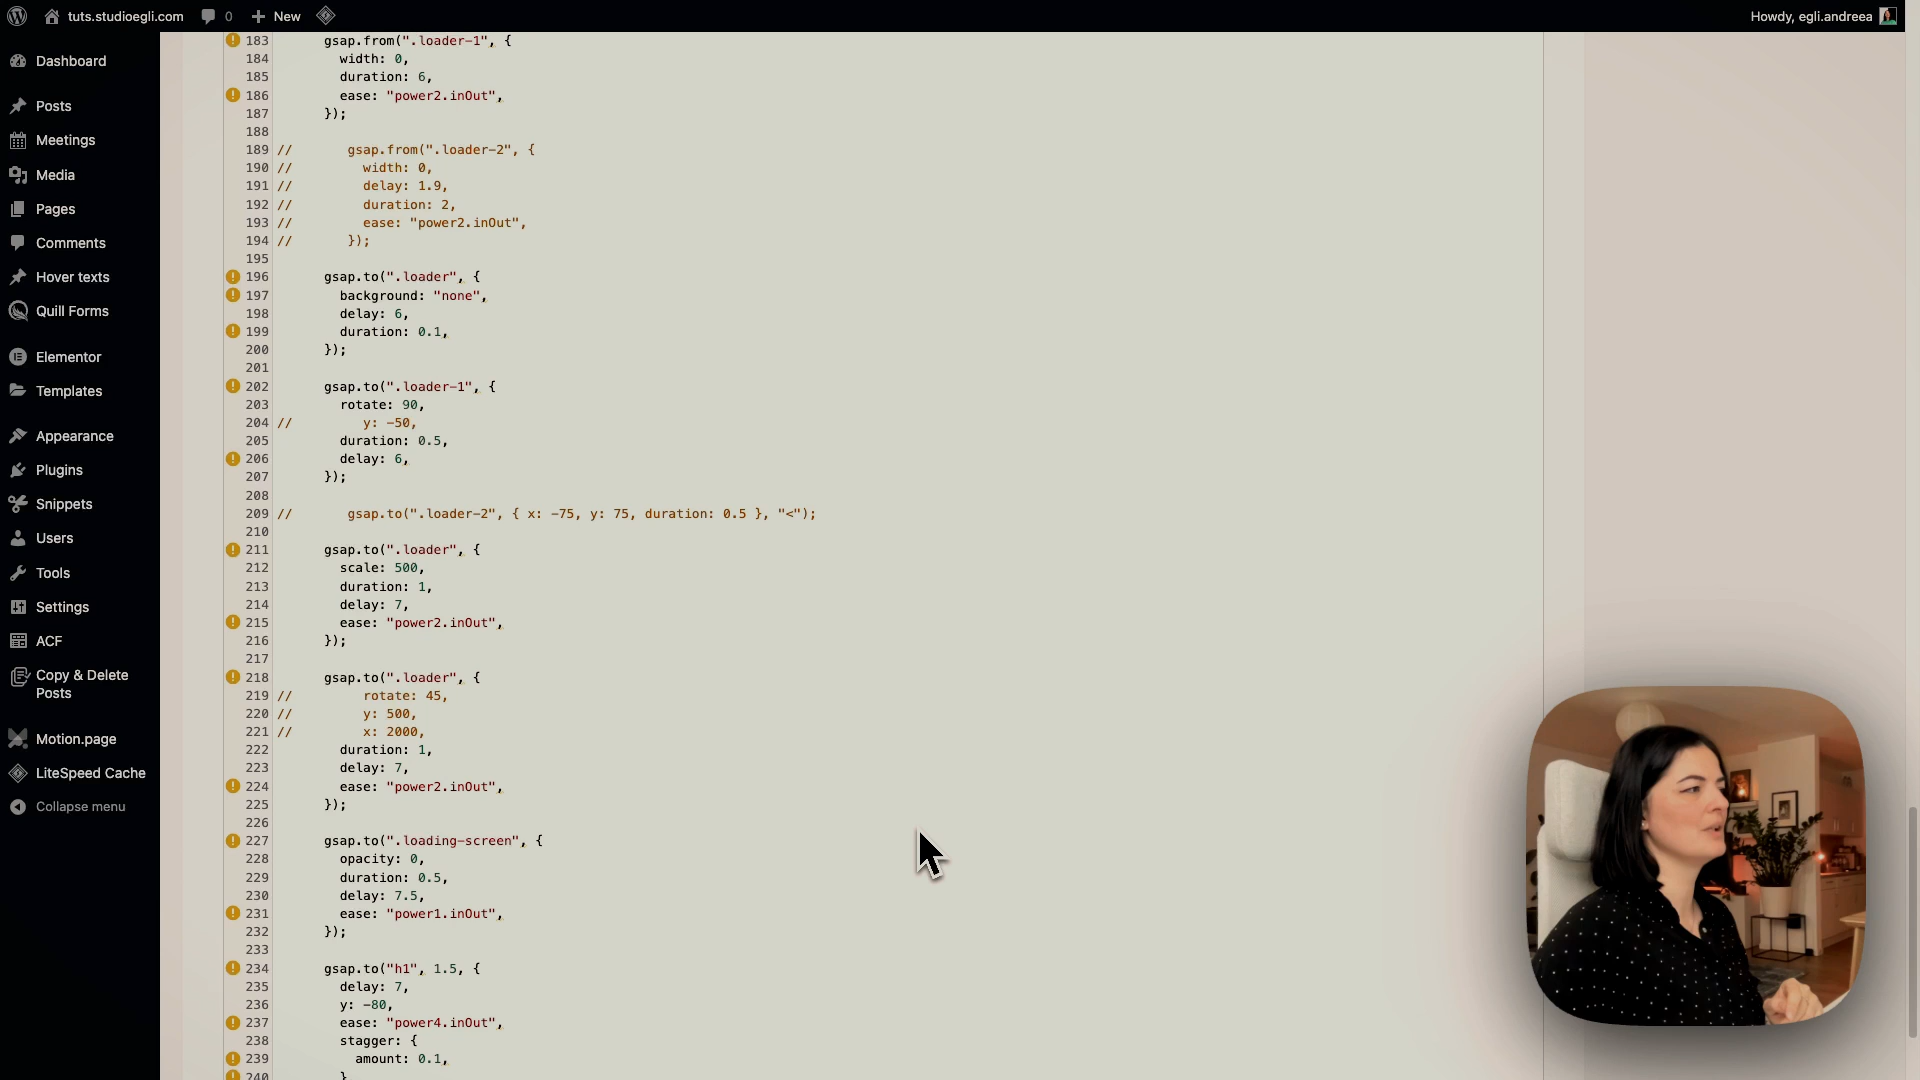 tuts.studioegli.com
0
New
Howdy, egli.andreea
Dashboard
Posts
Meetings
Media
Pages
Comments
Hover texts
Quill Forms
Elementor
Templates
Appearance
Plugins
Snippets
Users
Tools
Settings
ACF
Copy & Delete
Posts
Motion.page
LiteSpeed Cache
Collapse menu
183 gsap.from(".loader-1", {
184 width: 0,
185 duration: 6,
186 ease: "power2.inOut",
187 });
188
189 // gsap.from(".loader-2", {
190 // width: 0,
191 // delay: 1.9,
192 // duration: 2,
193 // ease: "power2.inOut",
194 // });
195
196 gsap.to(".loader", {
197 background: "none",
198 delay: 6,
199 duration: 0.1,
200 });
201
202 gsap.to(".loader-1", {
203 rotate: 90,
204 // y: -50,
205 duration: 0.5,
206 delay: 6,
207 });
208
209 // gsap.to(".loader-2", { x: -75, y: 75, duration: 0.5 }, "<");
210
211 gsap.to(".loader", {
212 scale: 500,
213 duration: 1,
214 delay: 7,
215 ease: "power2.inOut",
216 });
217
218 gsap.to(".loader", {
219 // rotate: 45,
220 // y: 500,
221 // x: 2000,
222 duration: 1,
223 delay: 7,
224 ease: "power2.inOut",
225 });
226
227 gsap.to(".loading-screen", {
228 opacity: 0,
229 duration: 0.5,
230 delay: 7.5,
231 ease: "power1.inOut",
232 });
233
234 gsap.to("h1", 1.5, {
235 delay: 7,
236 y: -80,
237 ease: "power4.inOut",
238 stagger: {
239 amount: 0.1,
240 }